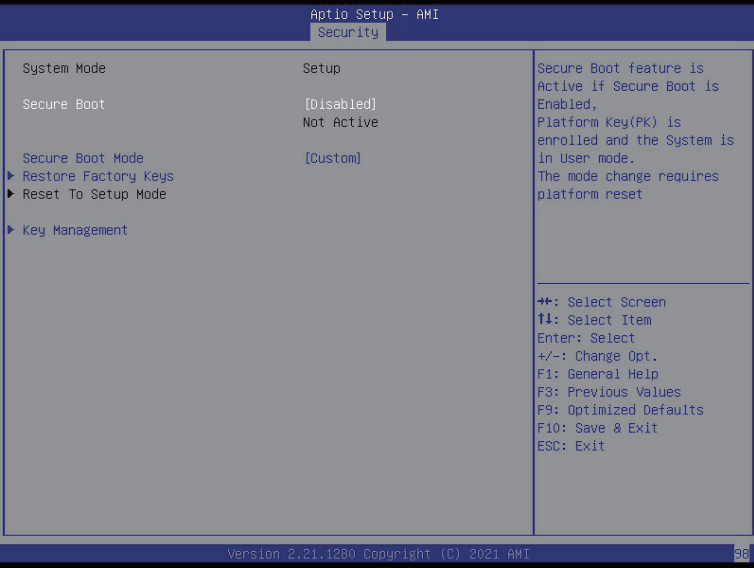 Aptio Setup – AMI
Security
System Mode Setup
Secure Boot [Disabled]
Not Active
Secure Boot Mode [Custom]
Restore Factory Keys
Reset To Setup Mode
Key Management
Secure Boot feature is
Active if Secure Boot is
Enabled,
Platform Key(PK) is
enrolled and the System is
in User mode.
The mode change requires
platform reset
→←: Select Screen
↑↓: Select Item
Enter: Select
+/-: Change Opt.
F1: General Help
F3: Previous Values
F9: Optimized Defaults
F10: Save & Exit
ESC: Exit
Version 2.21.1280 Copyright (C) 2021 AMI
98